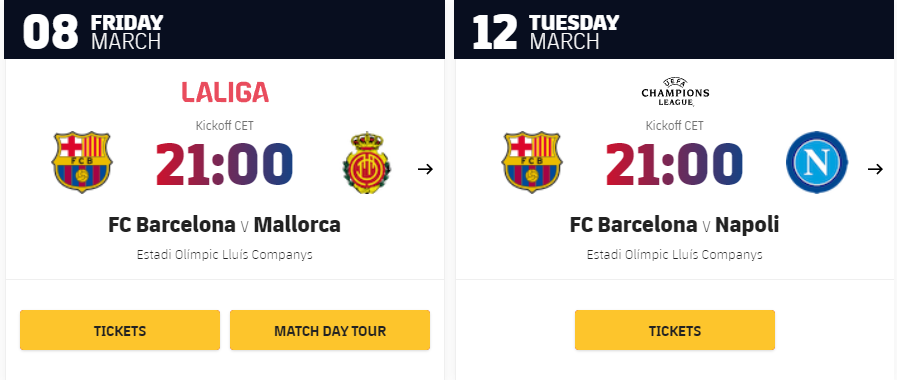 08 FRIDAY
MARCH
LALIGA
Kickoff CET
FCB
21:00
FC Barcelona v Mallorca
Estadi Olímpic Lluís Companys
TICKETS
MATCH DAY TOUR
12 TUESDAY
MARCH
UEFA
CHAMPIONS
LEAGUE
Kickoff CET
FCB
21:00
N
FC Barcelona v Napoli
Estadi Olímpic Lluís Companys
TICKETS